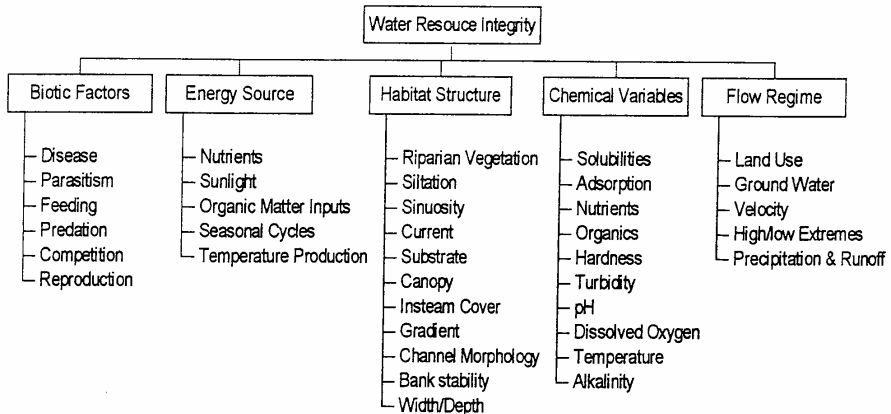 Water Resouce Integrity
Biotic Factors
Disease
Parasitism
Feeding
Predation
Competition
Reproduction
Energy Source
Nutrients
Sunlight
Organic Matter Inputs
Seasonal Cycles
Temperature Production
Habitat Structure
Riparian Vegetation
Siltation
Sinuosity
Current
Substrate
Canopy
Insteam Cover
Gradient
Channel Morphology
Bank stability
Width/Depth
Chemical Variables
Solubilities
Adsorption
Nutrients
Organics
Hardness
Turbidity
pH
Dissolved Oxygen
Temperature
Alkalinity
Flow Regime
Land Use
Ground Water
Velocity
High/low Extremes
Precipitation & Runoff